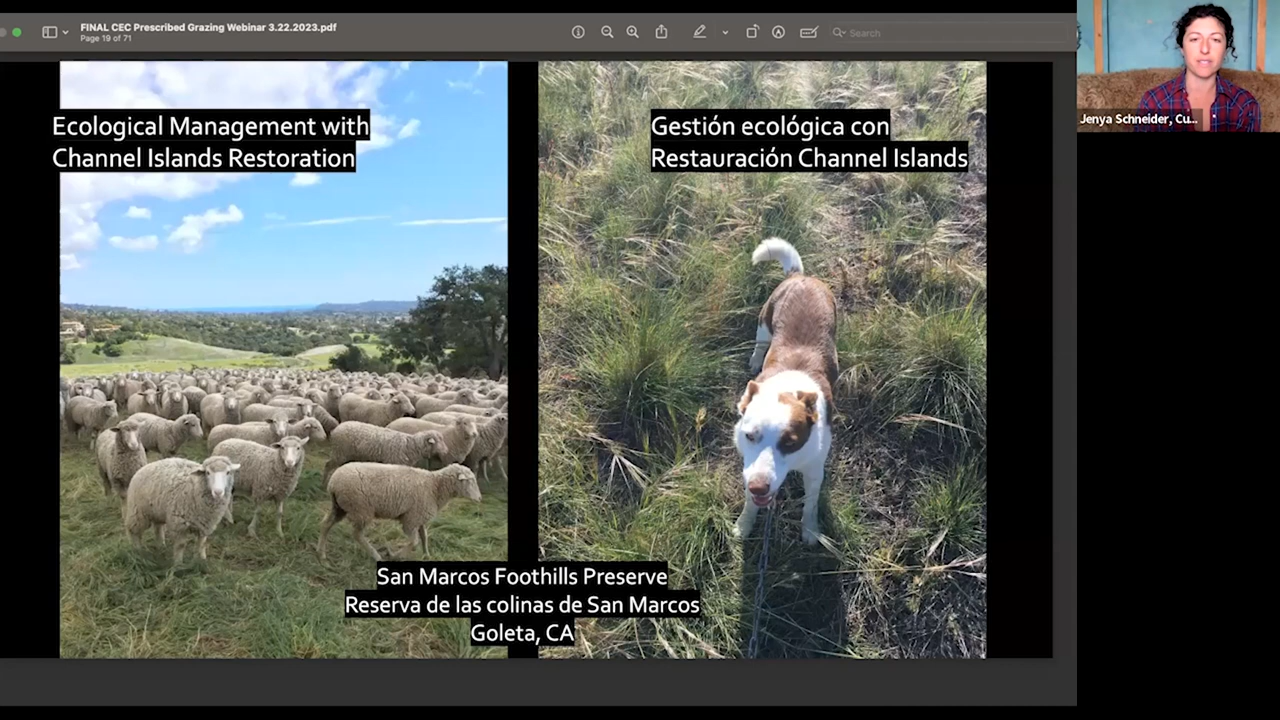 FINAL CEC Prescribed Grazing Webinar 3.22.2023.pdf
Page 19 of 71
Search
Ecological Management with
Channel Islands Restoration
Gestión ecológica con
Restauración Channel Islands
San Marcos Foothills Preserve
Reserva de las colinas de San Marcos
Goleta, CA
Jenya Schneider, Cu...